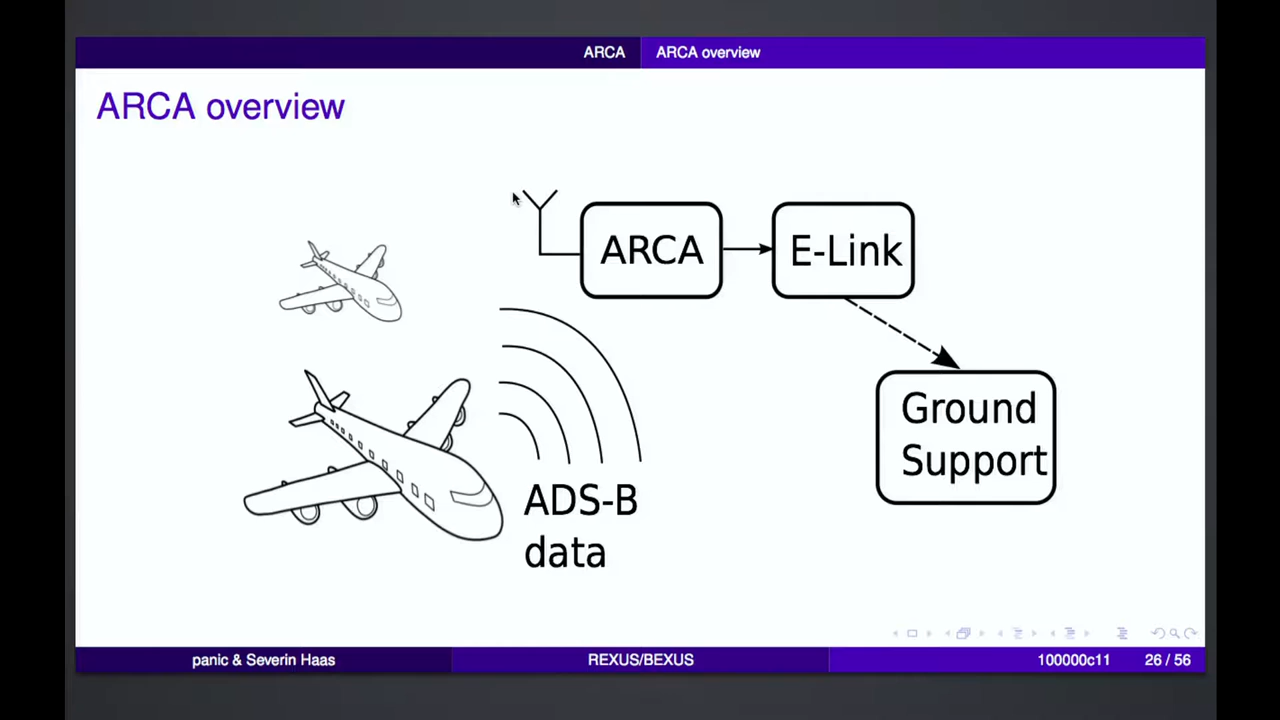 ARCA ARCA overview
ARCA overview
ARCA
E-Link
Ground
Support
ADS-B
data
panic & Severin Haas REXUS/BEXUS 100000c11 26 / 56